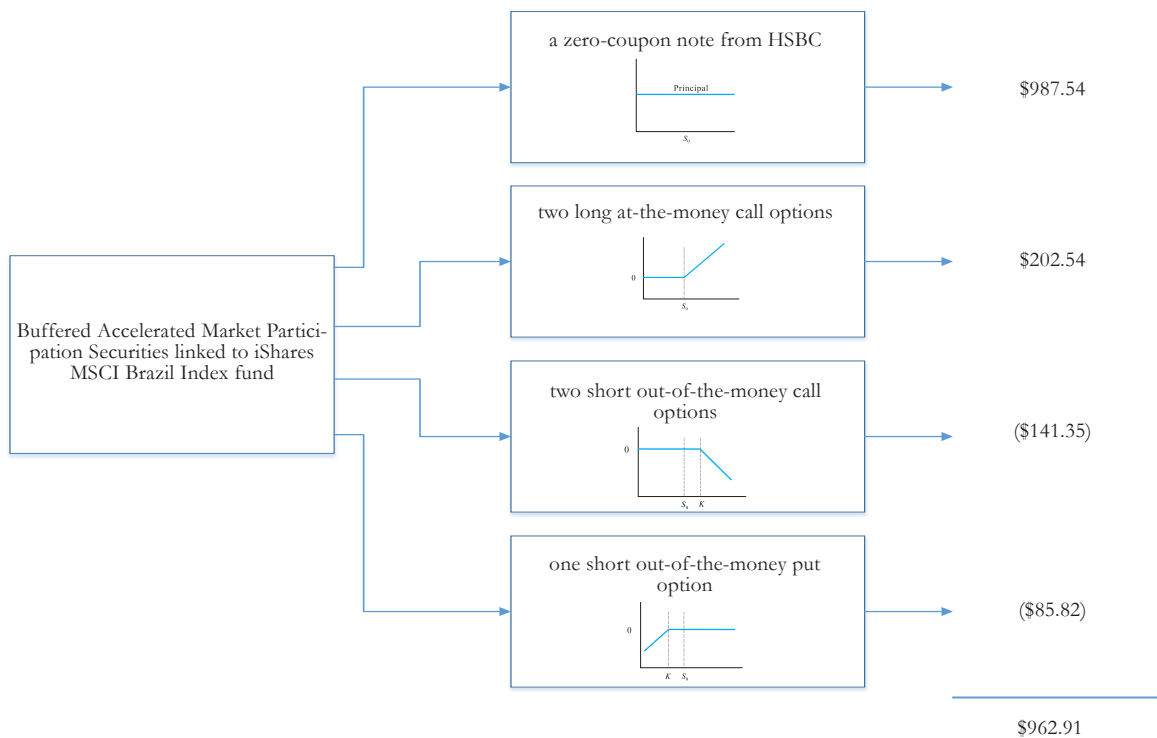 a zero-coupon note from HSBC
Principal
S₀
$987.54
two long at-the-money call options
0
S₀
$202.54
Buffered Accelerated Market Partici-
pation Securities linked to iShares
MSCI Brazil Index fund
two short out-of-the-money call
options
0
S₀ K
($141.35)
one short out-of-the-money put
option
0
K S₀
($85.82)
$962.91